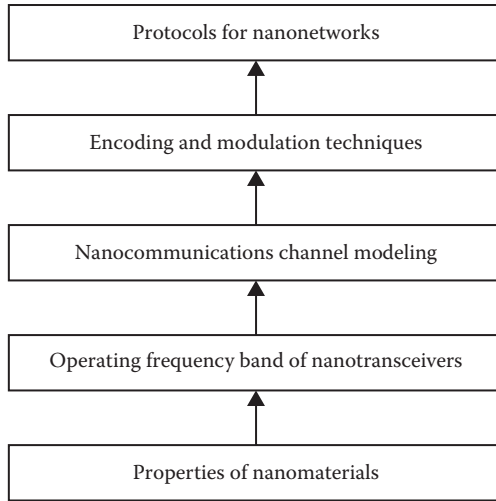 Protocols for nanonetworks
Encoding and modulation techniques
Nanocommunications channel modeling
Operating frequency band of nanotransceivers
Properties of nanomaterials